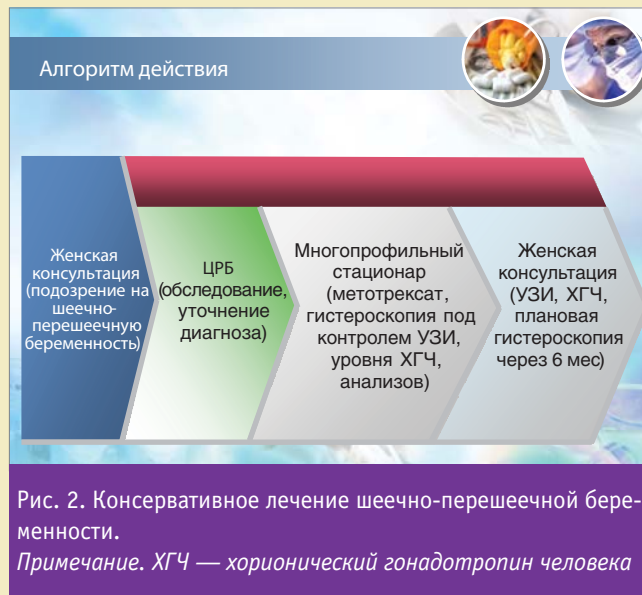 Алгоритм действия
Женская
консультация
(подозрение на
шеечно-
перешеечную
беременность)
ЦРБ
(обследование,
уточнение
диагноза)
Многопрофильный
стационар
(метотрексат,
гистероскопия под
контролем УЗИ,
уровня ХГЧ,
анализов)
Женская
консультация
(УЗИ, ХГЧ,
плановая
гистероскопия
через 6 мес)
Рис. 2. Консервативное лечение шеечно-перешеечной бере-
менности.
Примечание. ХГЧ — хорионический гонадотропин человека